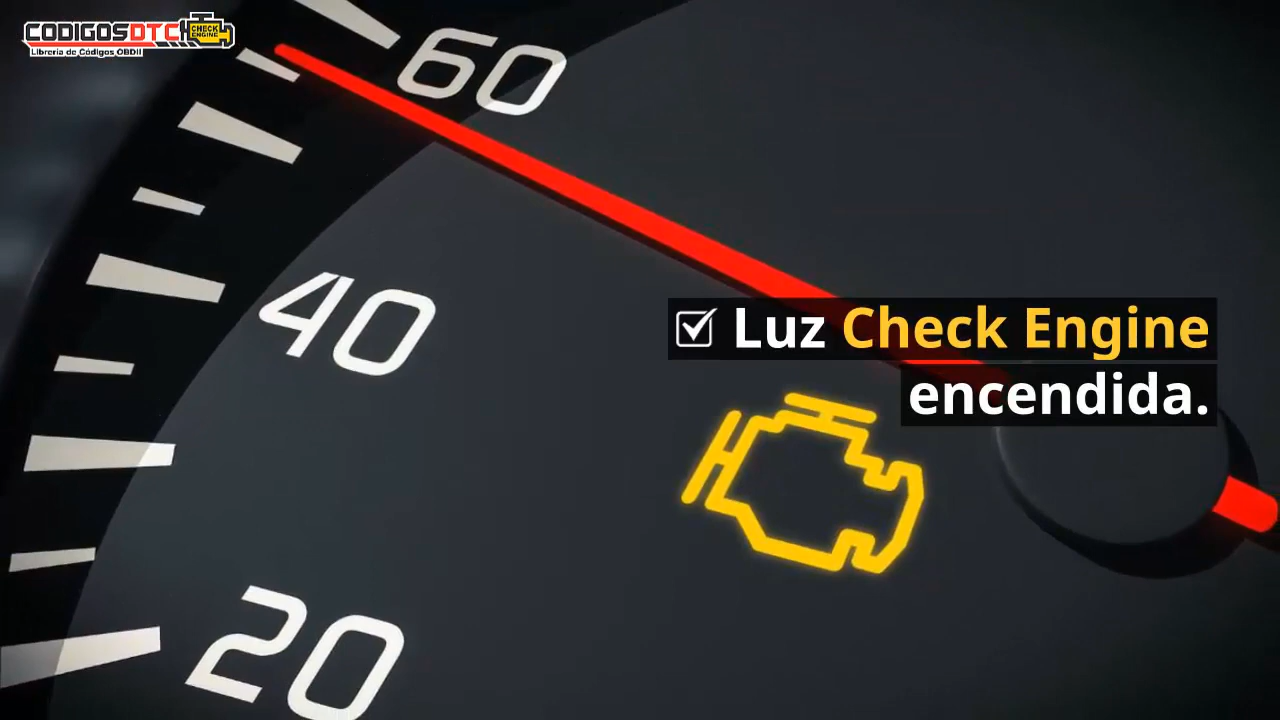 CODIGOSDTC
CHECK
ENGINE
Librería de Códigos OBDII
60
40
20
☑ Luz Check Engine
encendida.